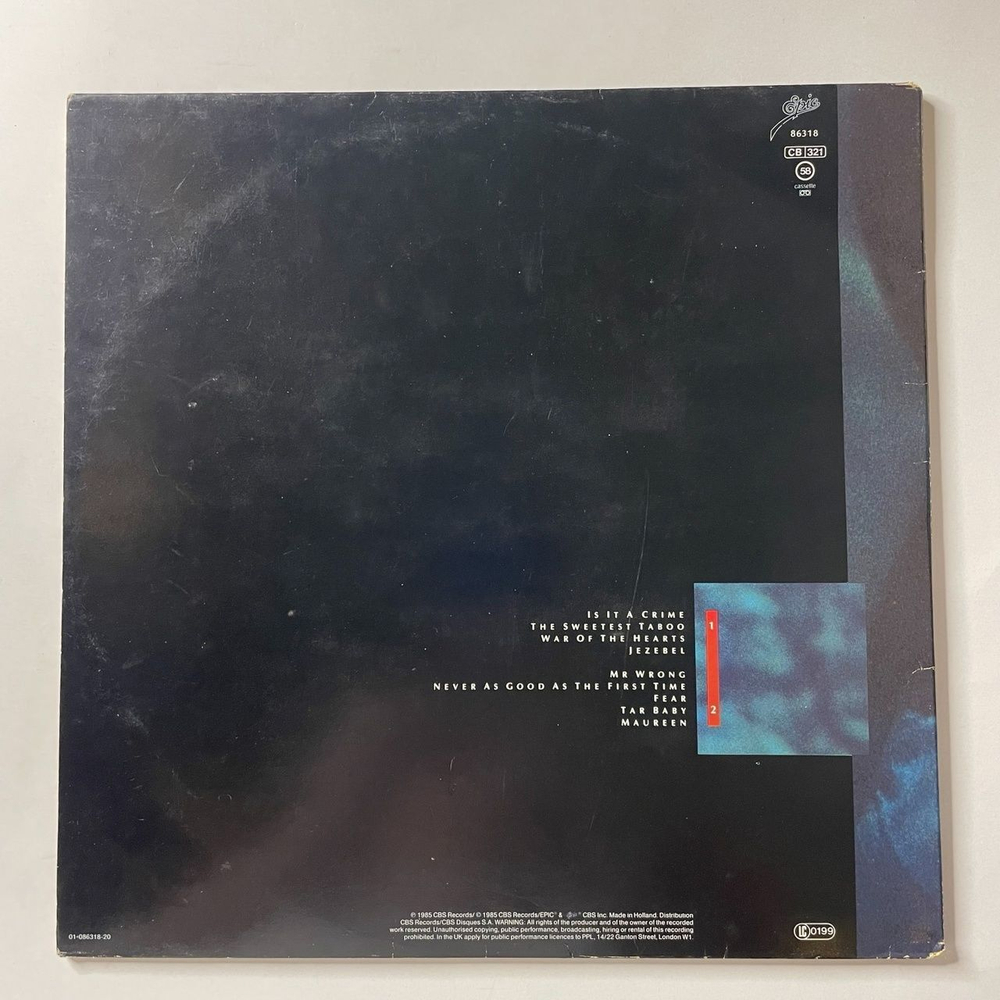 Epic
86318
CB 321
58
cassette
IS IT A CRIME
THE SWEETEST TABOO
WAR OF THE HEARTS
JEZEBEL
1
MR WRONG
NEVER AS GOOD AS THE FIRST TIME
FEAR
TAR BABY
MAUREEN
2
℗ 1985 CBS Records/ © 1985 CBS Records/EPIC® & Epic ® CBS Inc. Made in Holland. Distribution
CBS Records/CBS Disques S.A. WARNING: All rights of the producer and of the owner of the recorded
work reserved. Unauthorised copying, public performance, broadcasting, hiring or rental of this recording
prohibited. In the UK apply for public performance licences to PPL, 14/22 Ganton Street, London W1.
01-086318-20
LC 0199